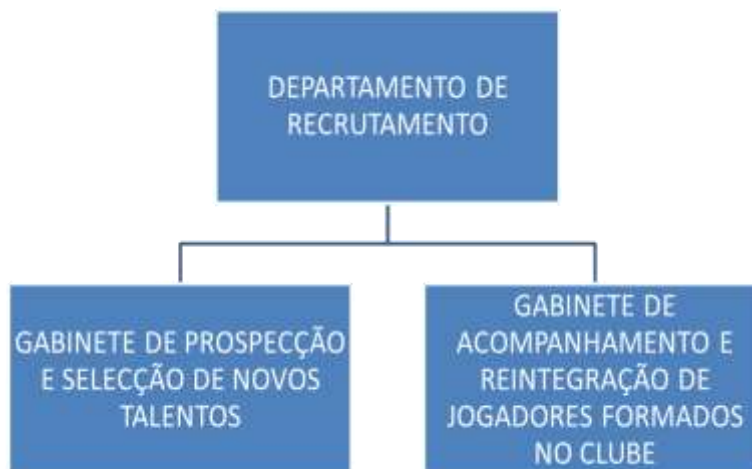 DEPARTAMENTO DE
RECRUTAMENTO
GABINETE DE PROSPECÇÃO
E SELECÇÃO DE NOVOS
TALENTOS
GABINETE DE
ACOMPANHAMENTO E
REINTEGRAÇÃO DE
JOGADORES FORMADOS
NO CLUBE